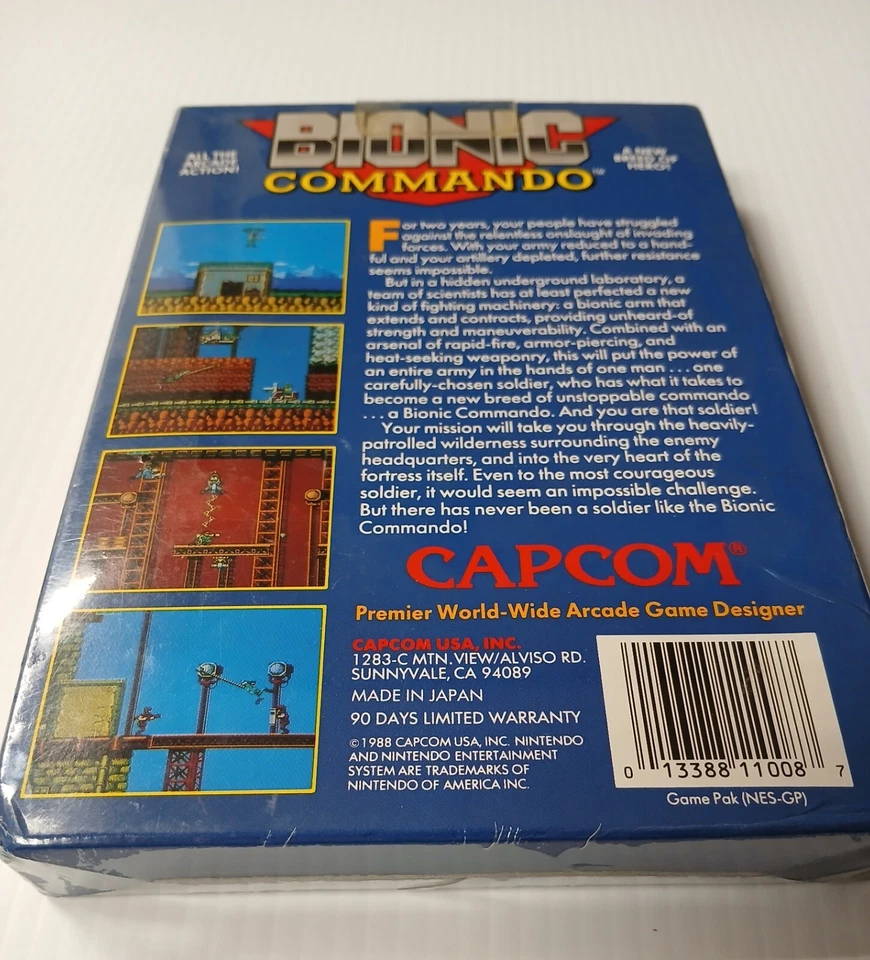 ALL THE
ARCADE
ACTION!
BIONIC
COMMANDO™
A NEW
BREED OF
HERO!
For two years, your people have struggled
against the relentless onslaught of invading
forces. With your army reduced to a hand-
ful and your artillery depleted, further resistance
seems impossible.
But in a hidden underground laboratory, a
team of scientists has at least perfected a new
kind of fighting machinery: a bionic arm that
extends and contracts, providing unheard-of
strength and maneuverability. Combined with an
arsenal of rapid-fire, armor-piercing, and
heat-seeking weaponry, this will put the power of
an entire army in the hands of one man . . . one
carefully-chosen soldier, who has what it takes to
become a new breed of unstoppable commando
. . . a Bionic Commando. And you are that soldier!
Your mission will take you through the heavily-
patrolled wilderness surrounding the enemy
headquarters, and into the very heart of the
fortress itself. Even to the most courageous
soldier, it would seem an impossible challenge.
But there has never been a soldier like the Bionic
Commando!
CAPCOM®
Premier World-Wide Arcade Game Designer
CAPCOM USA, INC.
1283-C MTN. VIEW/ALVISO RD.
SUNNYVALE, CA 94089
MADE IN JAPAN
90 DAYS LIMITED WARRANTY
© 1988 CAPCOM USA, INC. NINTENDO
AND NINTENDO ENTERTAINMENT
SYSTEM ARE TRADEMARKS OF
NINTENDO OF AMERICA INC.
0 13388 11008 7
Game Pak (NES-GP)